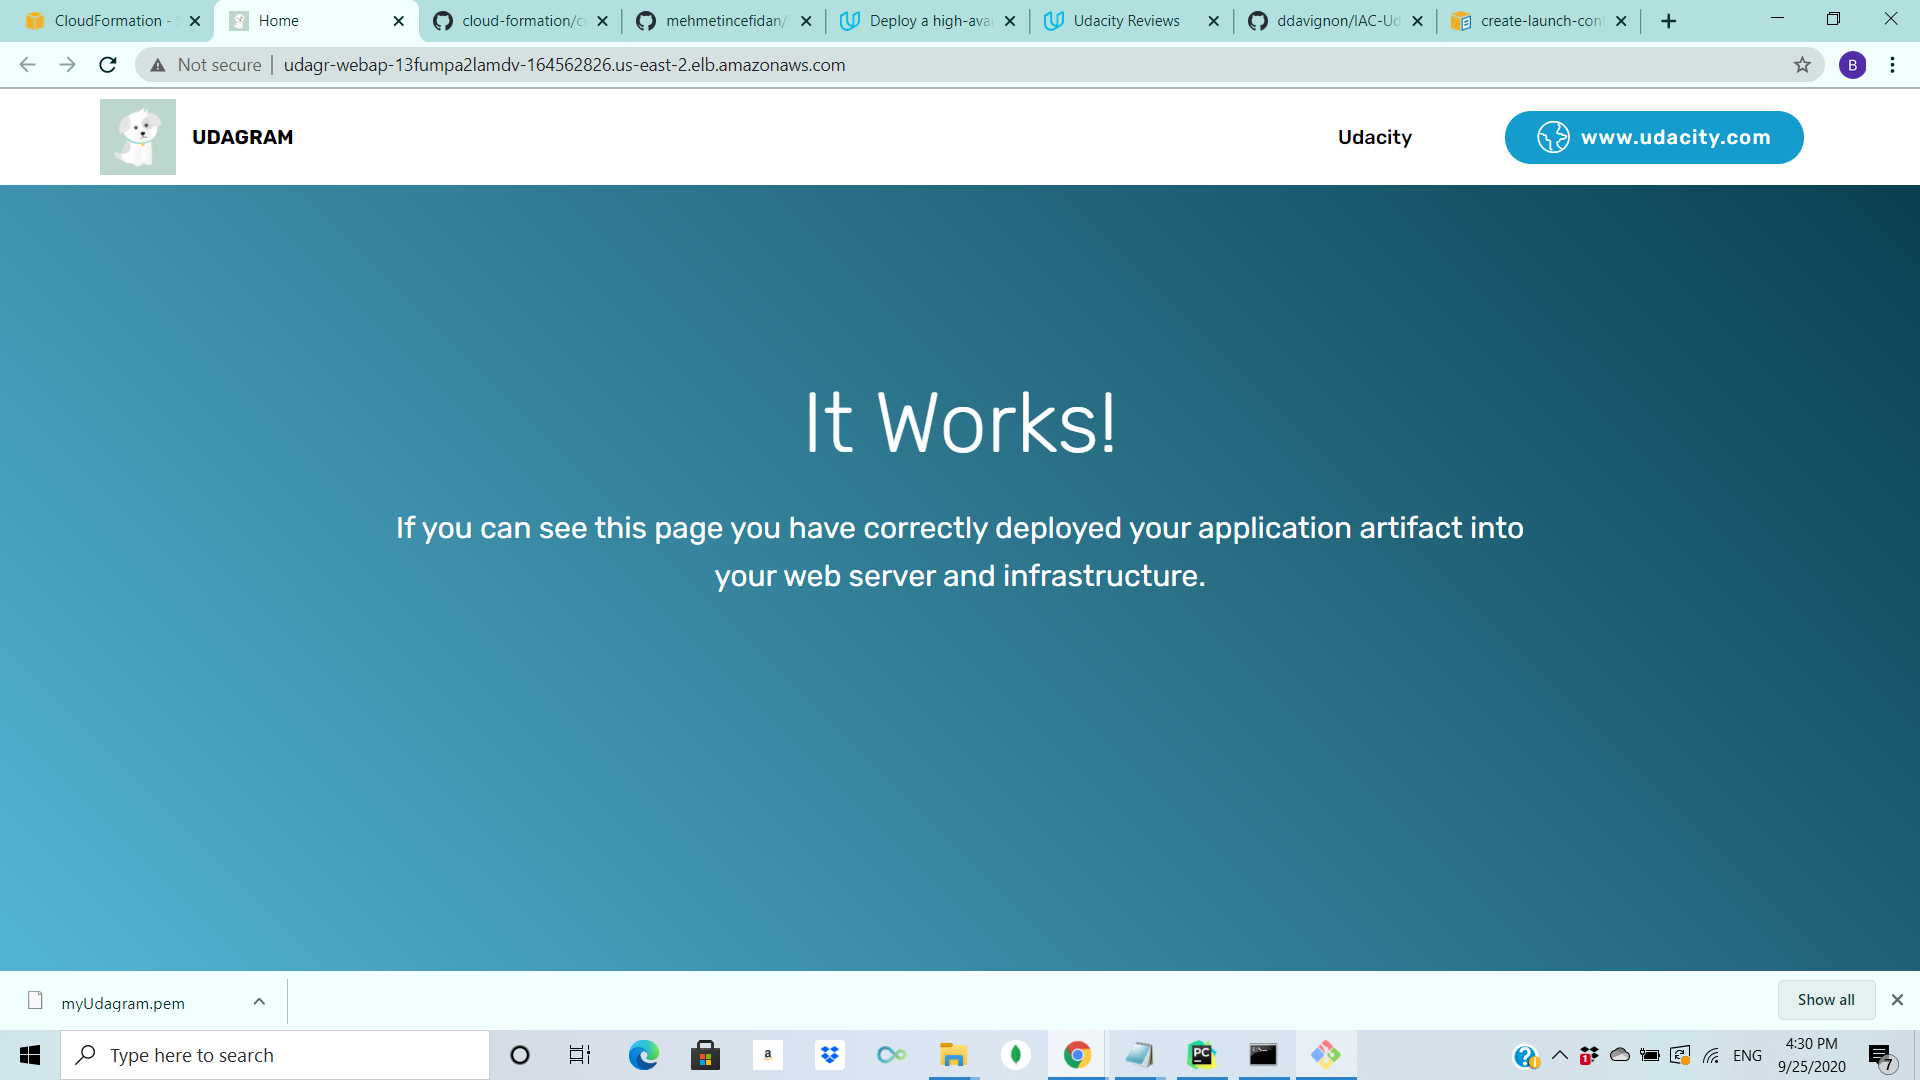 CloudFormation -
Home
cloud-formation/c
mehmetincefidan/
Deploy a high-avai
Udacity Reviews
ddavignon/IAC-Ud
create-launch-con
Not secure
udagr-webap-13fumpa2lamdv-164562826.us-east-2.elb.amazonaws.com
B
UDAGRAM
Udacity
www.udacity.com
It Works!
If you can see this page you have correctly deployed your application artifact into
your web server and infrastructure.
myUdagram.pem
Show all
Type here to search
a
PC
1
ENG
4:30 PM
9/25/2020
7